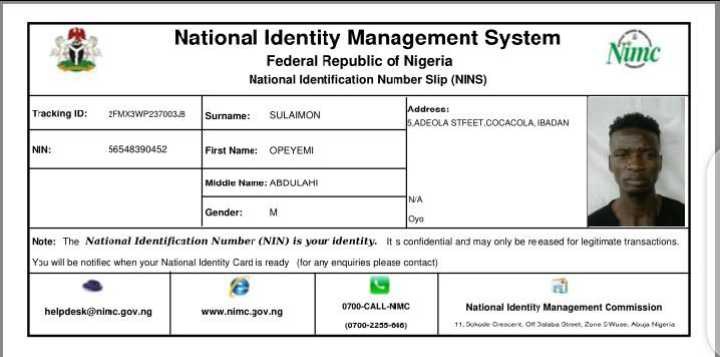 National Identity Management System
Federal Republic of Nigeria
National Identification Number Slip (NINS)
Nimc
Tracking ID: 2FMX3WP237003J8
Surname: SULAIMON
Address:
5,ADEOLA STFEET,COCACOLA, IBADAN
NIN: 56548390452
First Name: OPEYEMI
Middle Name: ABDULAHI
N/A
Gender: M
Oyo
Note: The National Identification Number (NIN) is your identity. It s confidential and may only be re eased for legitimate transactions.
You will be notifiec when your National Identity Card is ready (for any enquiries please contact)
helpdesk@nimc.gov.ng
www.nimc.gov.ng
0700-CALL-NIMC
(0700-2255-646)
National Identity Management Commission
11, Sokode Crescent, Off Dalaba Street, Zone 5 Wuse, Abuja Nigeria